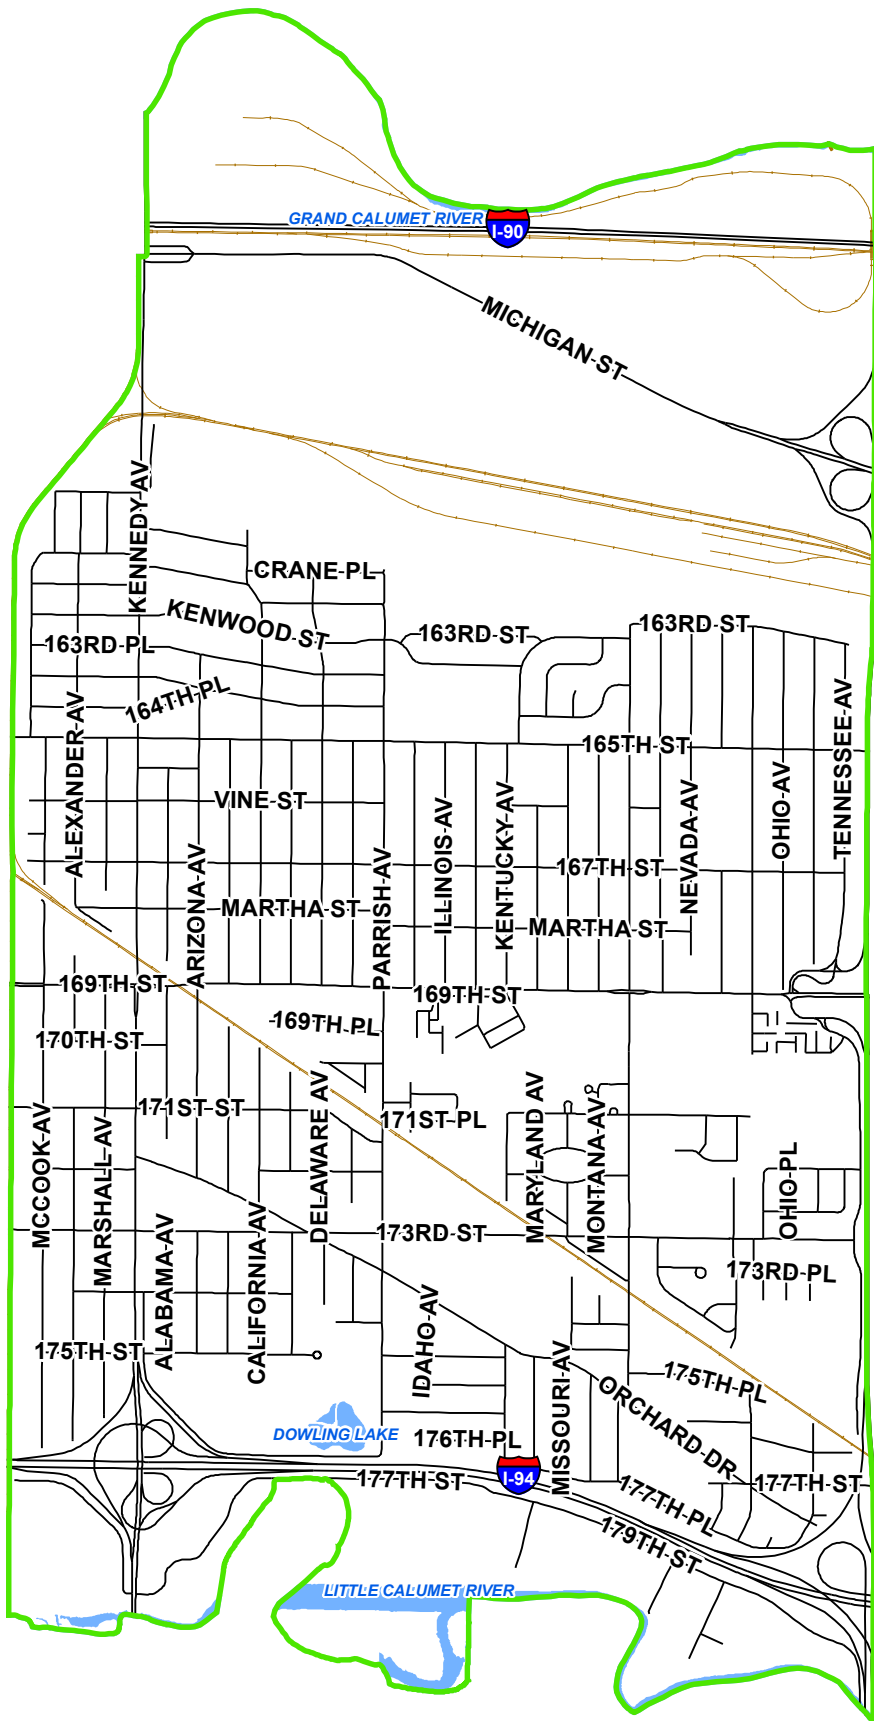 GRAND CALUMET RIVER
I-90
MICHIGAN ST
KENNEDY AV
CRANE PL
KENWOOD ST
163RD ST
163RD ST
163RD PL
164TH PL
TENNESSEE AV
ALEXANDER AV
165TH ST
VINE ST
OHIO AV
NEVADA AV
ILLINOIS AV
KENTUCKY AV
ARIZONA AV
PARRISH AV
167TH ST
MARTHA ST
MARTHA ST
169TH ST
169TH ST
169TH PL
170TH ST
171ST ST
171ST PL
DELAWARE AV
MARYLAND AV
MONTANA AV
MCCOOK AV
MARSHALL AV
OHIO PL
ALABAMA AV
CALIFORNIA AV
173RD ST
173RD PL
IDAHO AV
175TH ST
MISSOURI AV
175TH PL
ORCHARD DR
DOWLING LAKE
176TH PL
I-94
177TH ST
177TH ST
177TH PL
179TH ST
LITTLE CALUMET RIVER